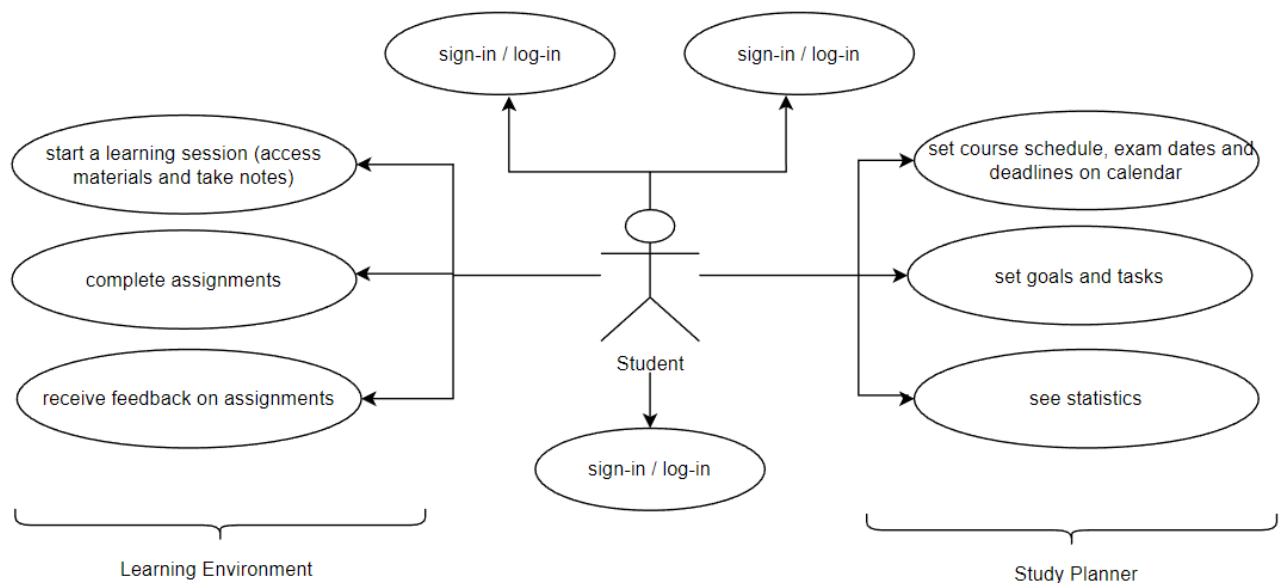 sign-in / log-in
sign-in / log-in
start a learning session (access
materials and take notes)
set course schedule, exam dates and
deadlines on calendar
complete assignments
set goals and tasks
Student
receive feedback on assignments
see statistics
sign-in / log-in
Learning Environment
Study Planner